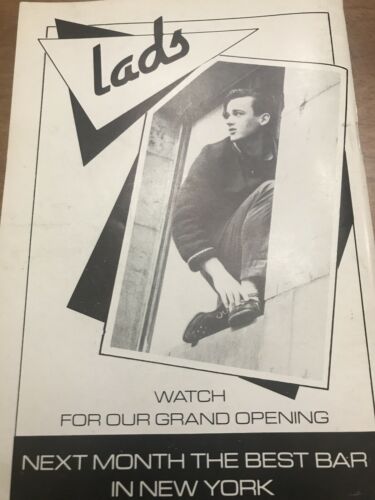 lads
WATCH
FOR OUR GRAND OPENING
NEXT MONTH THE BEST BAR
IN NEW YORK